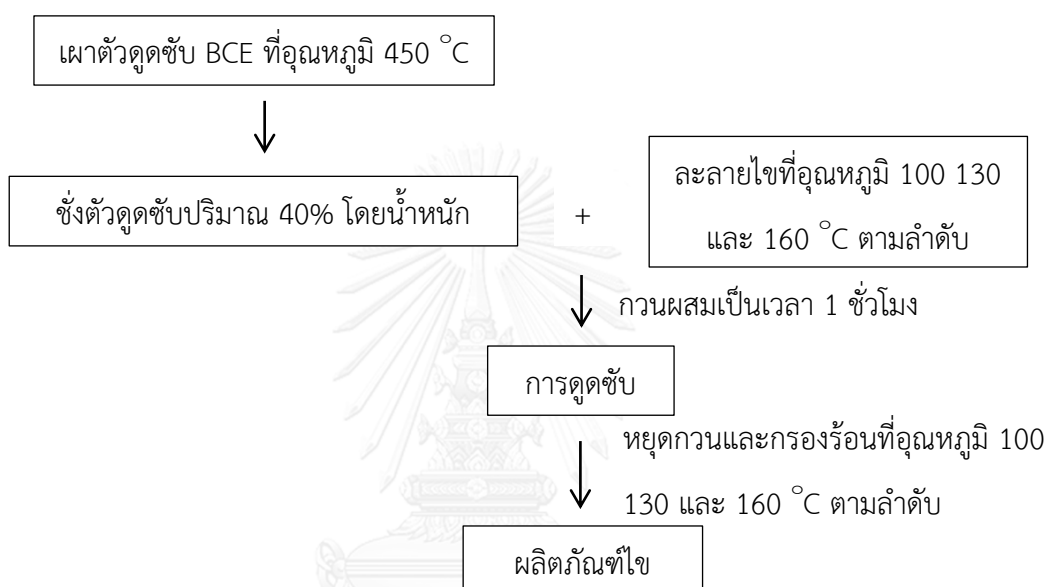 เผาตัวดูดซับ BCE ที่อุณหภูมิ 450 °C
ชั่งตัวดูดซับปริมาณ 40% โดยน้ำหนัก
+
ละลายไขที่อุณหภูมิ 100 130
และ 160 °C ตามลำดับ
กวนผสมเป็นเวลา 1 ชั่วโมง
การดูดซับ
หยุดกวนและกรองร้อนที่อุณหภูมิ 100
130 และ 160 °C ตามลำดับ
ผลิตภัณฑ์ไข